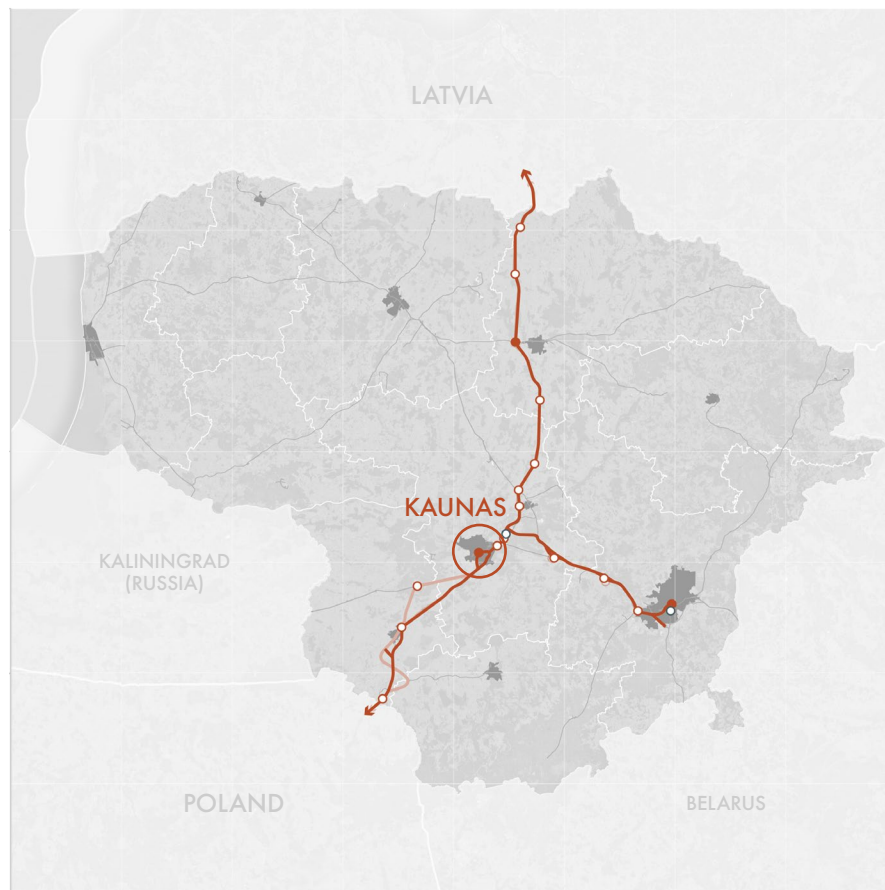 LATVIA
KAUNAS
KALININGRAD
(RUSSIA)
POLAND
BELARUS